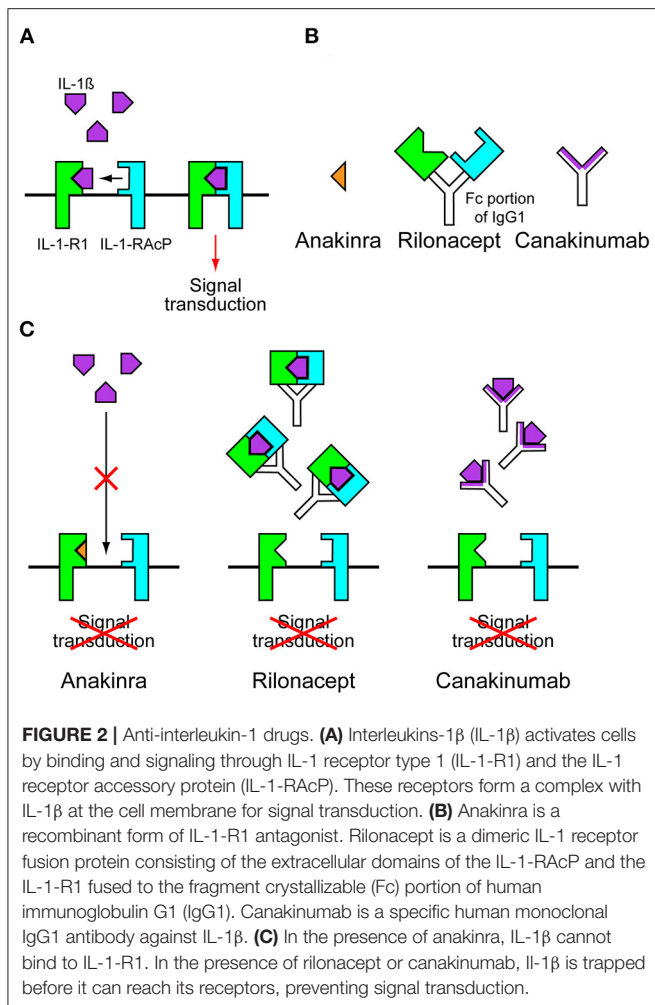 A
IL-1ß
IL-1-R1
IL-1-RAcP
Signal
transduction
B
Fc portion
of IgG1
Anakinra
Rilonacept
Canakinumab
C
Signal
transduction
Anakinra
Signal
transduction
Rilonacept
Signal
transduction
Canakinumab
FIGURE 2 | Anti-interleukin-1 drugs. (A) Interleukins-1β (IL-1β) activates cells
by binding and signaling through IL-1 receptor type 1 (IL-1-R1) and the IL-1
receptor accessory protein (IL-1-RAcP). These receptors form a complex with
IL-1β at the cell membrane for signal transduction. (B) Anakinra is a
recombinant form of IL-1-R1 antagonist. Rilonacept is a dimeric IL-1 receptor
fusion protein consisting of the extracellular domains of the IL-1-RAcP and the
IL-1-R1 fused to the fragment crystallizable (Fc) portion of human
immunoglobulin G1 (IgG1). Canakinumab is a specific human monoclonal
IgG1 antibody against IL-1β. (C) In the presence of anakinra, IL-1β cannot
bind to IL-1-R1. In the presence of rilonacept or canakinumab, Il-1β is trapped
before it can reach its receptors, preventing signal transduction.